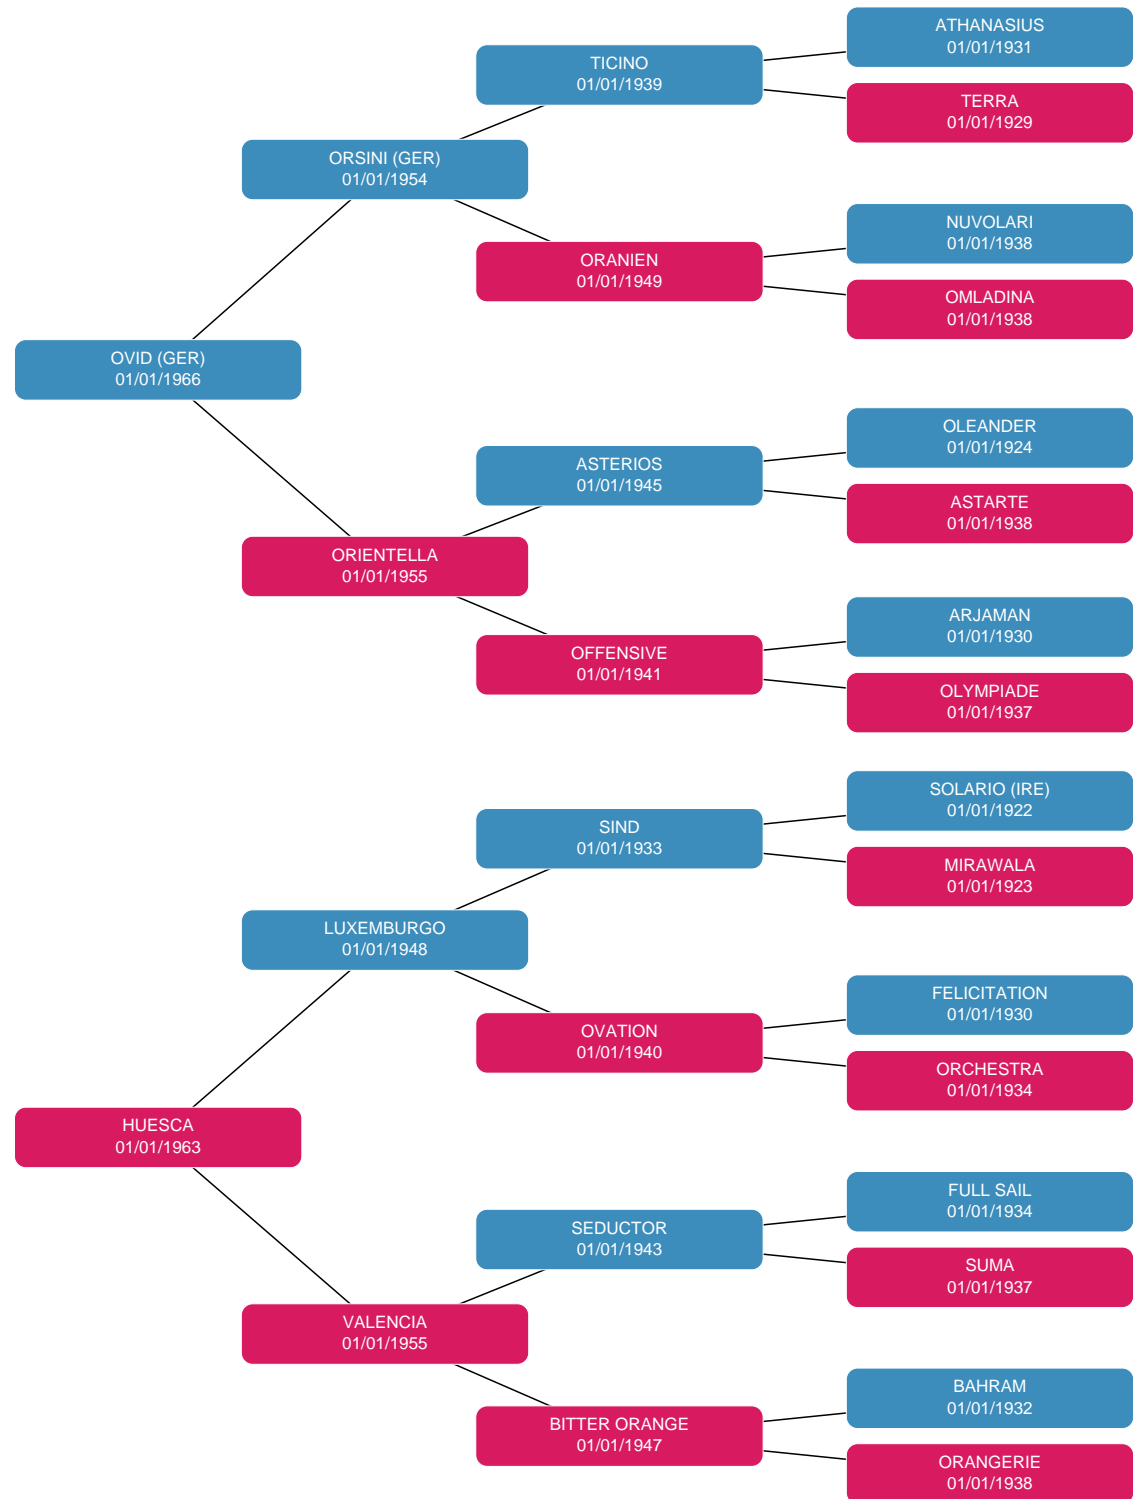 ATHANASIUS
01/01/1931
TICINO
01/01/1939
TERRA
01/01/1929
ORSINI (GER)
01/01/1954
NUVOLARI
01/01/1938
ORANIEN
01/01/1949
OMLADINA
01/01/1938
OVID (GER)
01/01/1966
OLEANDER
01/01/1924
ASTERIOS
01/01/1945
ASTARTE
01/01/1938
ORIENTELLA
01/01/1955
ARJAMAN
01/01/1930
OFFENSIVE
01/01/1941
OLYMPIADE
01/01/1937
SOLARIO (IRE)
01/01/1922
SIND
01/01/1933
MIRAWALA
01/01/1923
LUXEMBURGO
01/01/1948
FELICITATION
01/01/1930
OVATION
01/01/1940
ORCHESTRA
01/01/1934
HUESCA
01/01/1963
FULL SAIL
01/01/1934
SEDUCTOR
01/01/1943
SUMA
01/01/1937
VALENCIA
01/01/1955
BAHRAM
01/01/1932
BITTER ORANGE
01/01/1947
ORANGERIE
01/01/1938